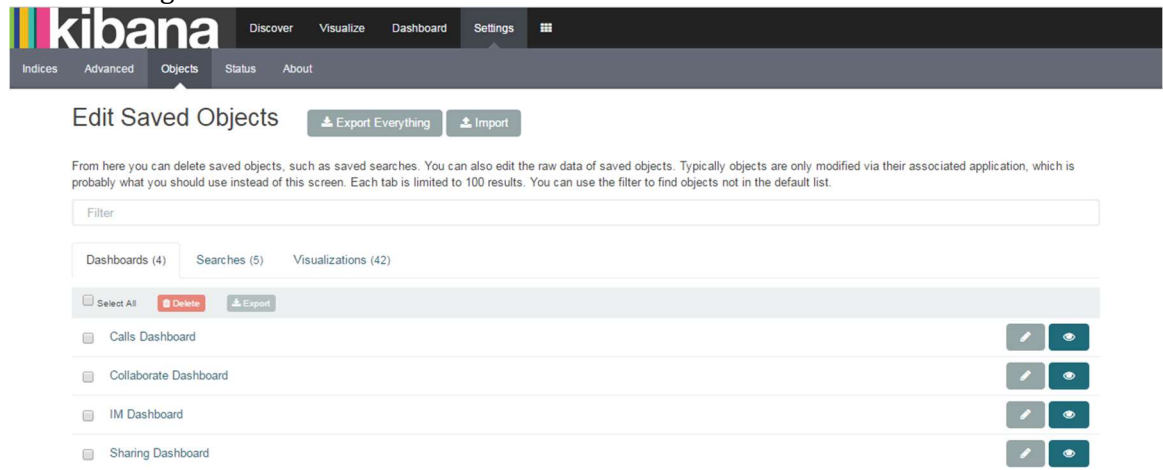 kibana Discover Visualize Dashboard Settings
Indices Advanced Objects Status About
Edit Saved Objects Export Everything Import
From here you can delete saved objects, such as saved searches. You can also edit the raw data of saved objects. Typically objects are only modified via their associated application, which is
probably what you should use instead of this screen. Each tab is limited to 100 results. You can use the filter to find objects not in the default list.
Filter
Dashboards (4) Searches (5) Visualizations (42)
Select All Delete Export
Calls Dashboard
Collaborate Dashboard
IM Dashboard
Sharing Dashboard